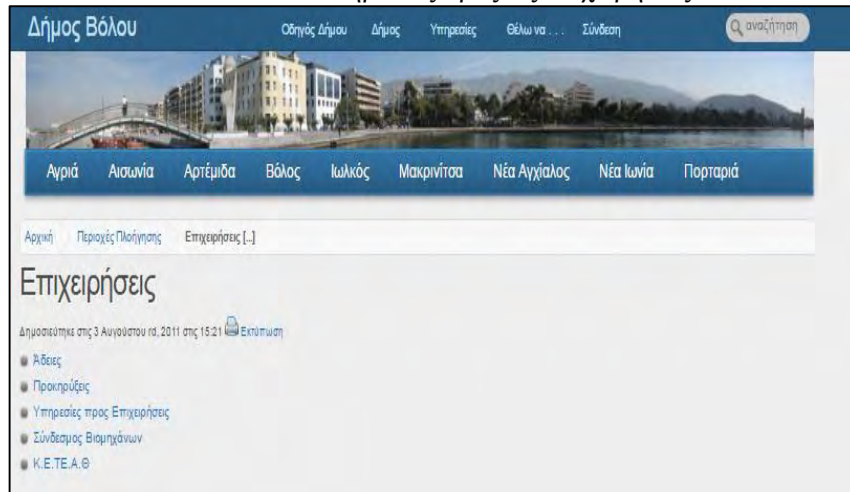 Δήμος Βόλου Οδηγός Δήμου Δήμος Υπηρεσίες Θέλω να . . . Σύνδεση αναζήτηση
Αγριά Αισωνία Αρτέμιδα Βόλος Ιωλκός Μακρινίτσα Νέα Αγχίαλος Νέα Ιωνία Πορταριά
Αρχική Περιοχές Πλοήγησης Επιχειρήσεις [...]
Επιχειρήσεις
Δημοσιεύτηκε στις 3 Αυγούστου rd, 2011 στις 15:21 Εκτύπωση
Άδειες
Προκηρύξεις
Υπηρεσίες προς Επιχειρήσεις
Σύνδεσμος Βιομηχάνων
Κ.Ε.ΤΕ.Α.Θ